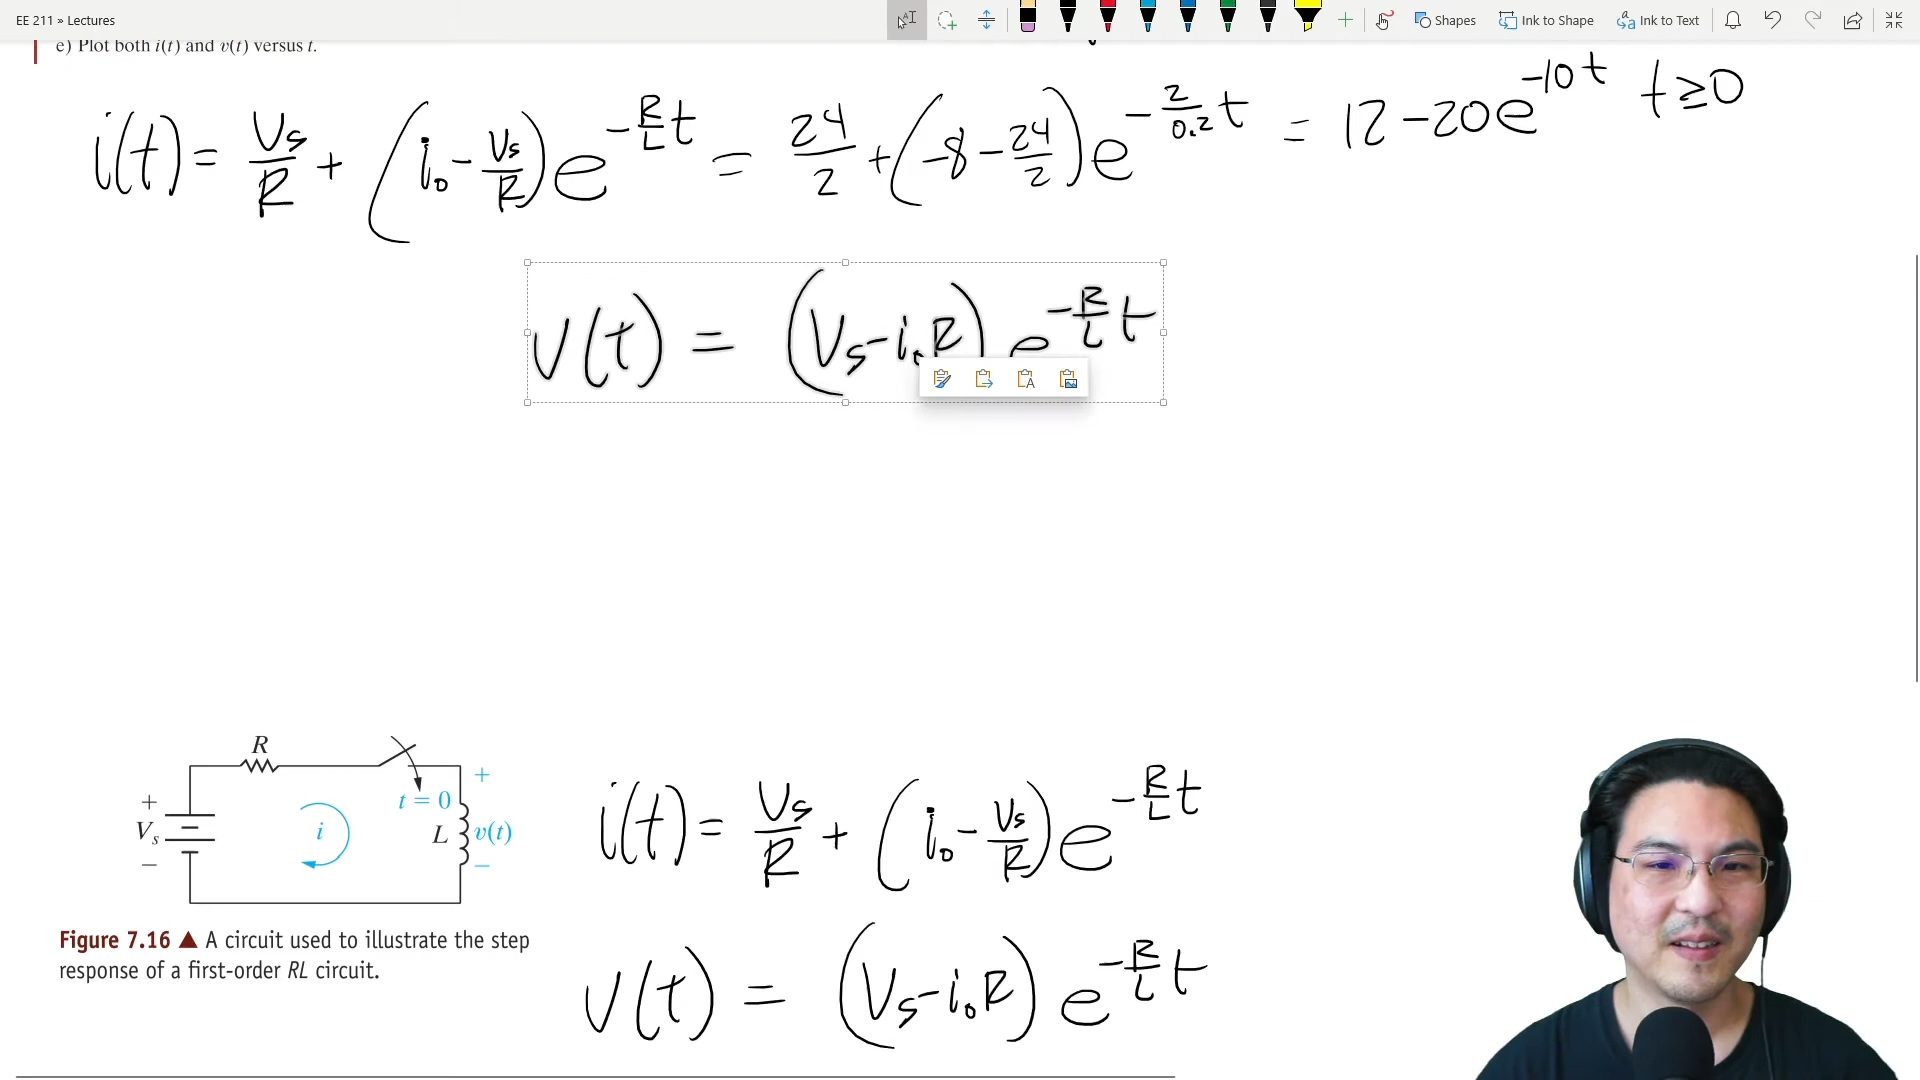 EE 211 » Lectures
Shapes Ink to Shape Ink to Text
e) Plot both i(t) and v(t) versus t.
i(t) = Vs/R + (i₀ - Vs/R) e^(-R/L t) = 24/2 + (-8 - 24/2) e^(-2/0.2 t) = 12 - 20e^(-10t) t ≥ 0
v(t) = (Vs - i₀R) e^(-R/L t)
R
+
t = 0
+
Vs
i
L
v(t)
−
−
i(t) = Vs/R + (i₀ - Vs/R) e^(-R/L t)
Figure 7.16 ▲ A circuit used to illustrate the step
response of a first-order RL circuit.
v(t) = (Vs - i₀R) e^(-R/L t)